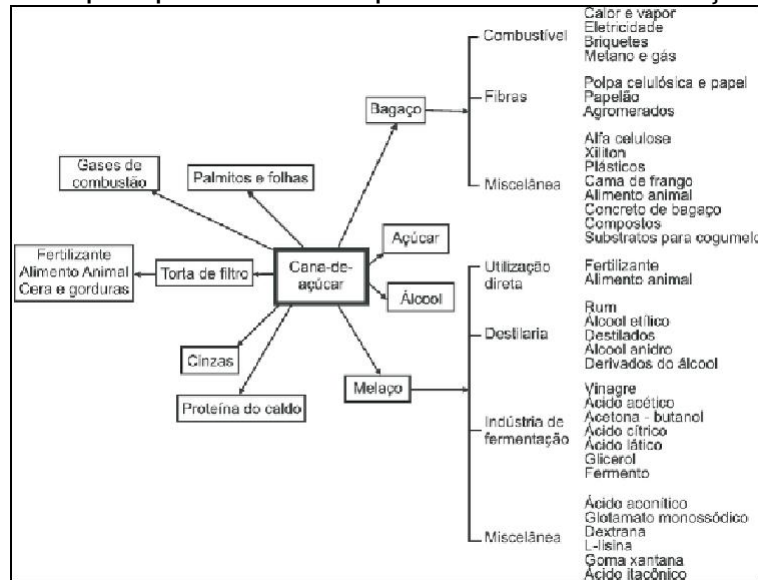 Combustível
Calor e vapor
Eletricidade
Briquetes
Metano e gás
Bagaço
Fibras
Polpa celulósica e papel
Papelão
Agromerados
Miscelânea
Alfa celulose
Xiliton
Plásticos
Cama de frango
Alimento animal
Concreto de bagaço
Compostos
Substratos para cogumelo
Gases de
combustão
Palmitos e folhas
Açúcar
Fertilizante
Alimento Animal
Cera e gorduras
Torta de filtro
Cana-de-
açúcar
Álcool
Cinzas
Proteína do caldo
Melaço
Utilização
direta
Fertilizante
Alimento animal
Destilaria
Rum
Álcool etílico
Destilados
Álcool anidro
Derivados do álcool
Indústria de
fermentação
Vinagre
Ácido acético
Acetona - butanol
Ácido cítrico
Ácido lático
Glicerol
Fermento
Miscelânea
Ácido aconítico
Glotamato monossódico
Dextrana
L-lisina
Goma xantana
Ácido itacônico